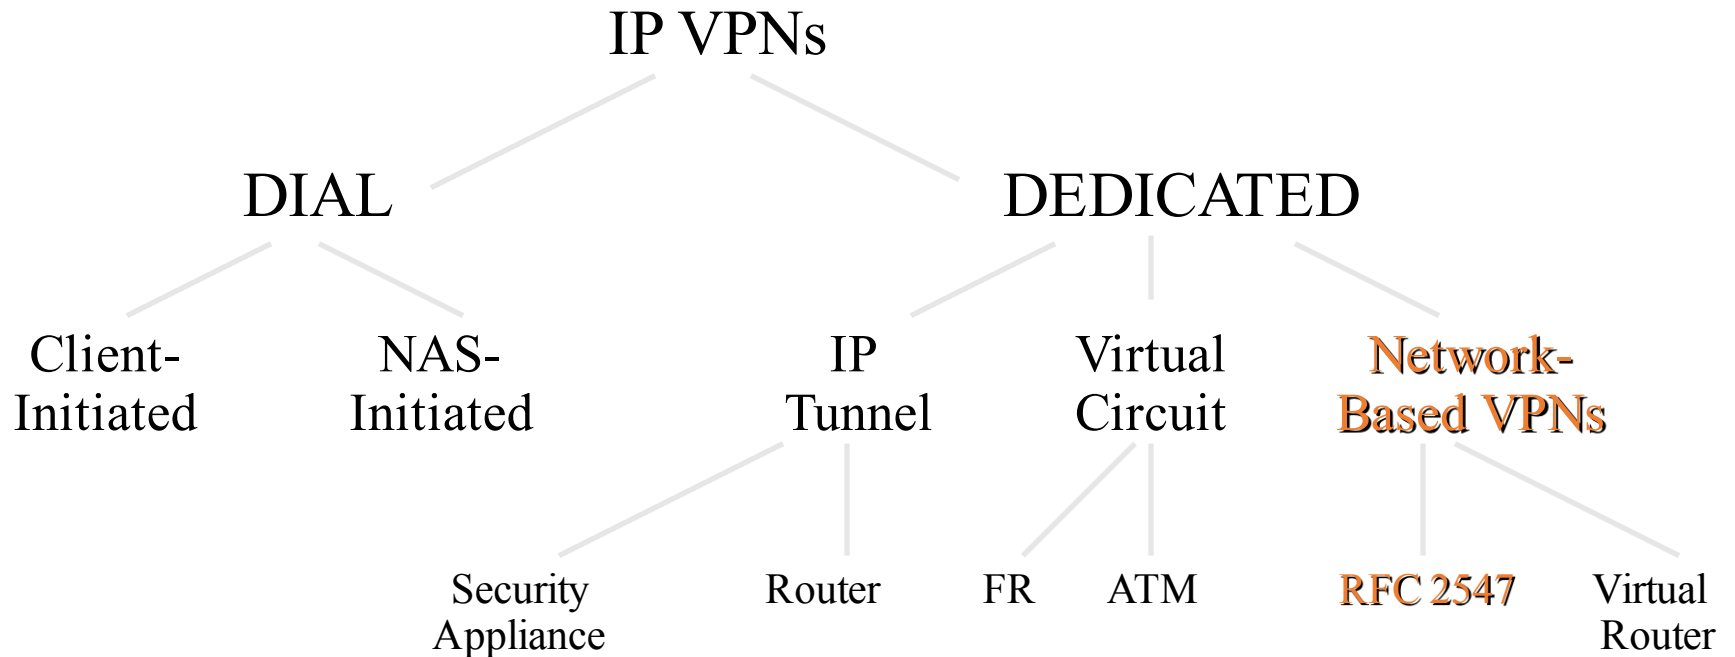 IP VPNs
DIAL
DEDICATED
Client-
Initiated
NAS-
Initiated
IP
Tunnel
Virtual
Circuit
Network-
Based VPNs
Security
Appliance
Router
FR
ATM
RFC 2547
Virtual
Router